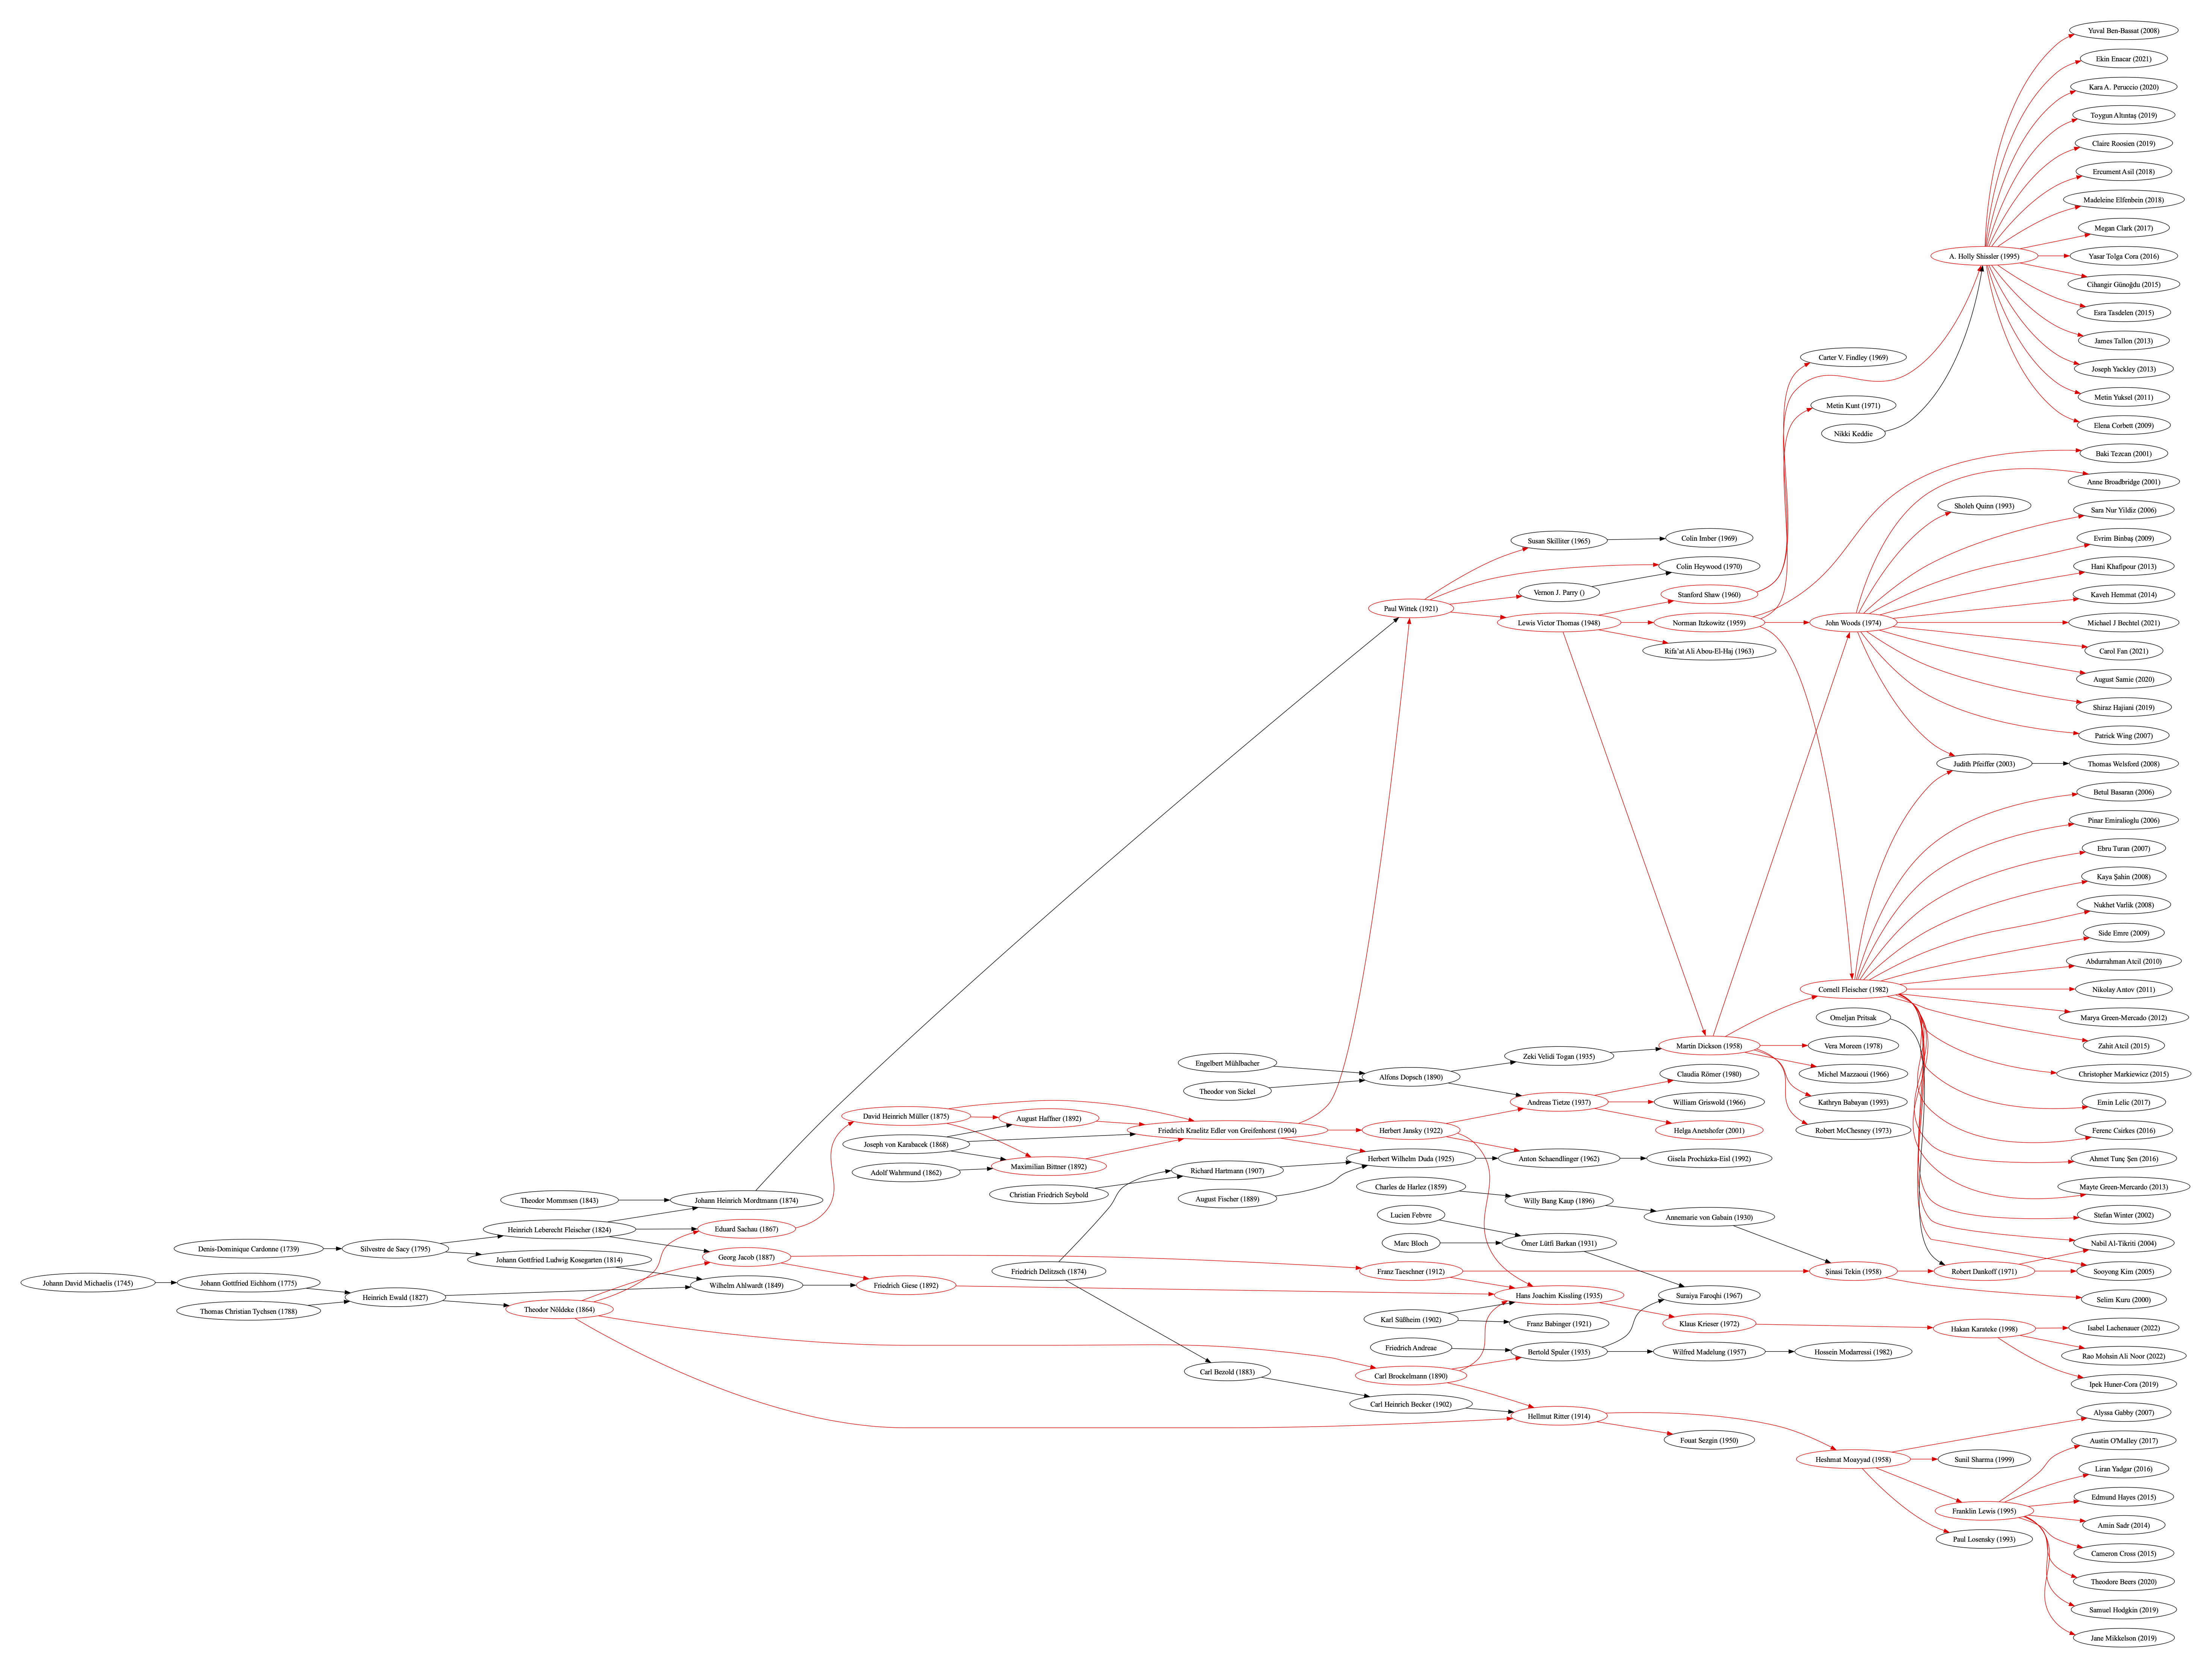 Yuval Ben-Bassat (2008)
Ekin Enacar (2021)
Kara A. Peruccio (2020)
Toygun Altıntaş (2019)
Claire Roosien (2019)
Ercument Asil (2018)
Madeleine Elfenbein (2018)
Megan Clark (2017)
A. Holly Shissler (1995)
Yasar Tolga Cora (2016)
Cihangir Günoğdu (2015)
Esra Tasdelen (2015)
James Tallon (2013)
Carter V. Findley (1969)
Joseph Yackley (2013)
Metin Yuksel (2011)
Metin Kunt (1971)
Elena Corbett (2009)
Nikki Keddie
Baki Tezcan (2001)
Anne Broadbridge (2001)
Sholeh Quinn (1993)
Sara Nur Yildiz (2006)
Susan Skilliter (1965)
Colin Imber (1969)
Evrim Binbaş (2009)
Colin Heywood (1970)
Hani Khafipour (2013)
Vernon J. Parry ()
Stanford Shaw (1960)
Kaveh Hemmat (2014)
Paul Wittek (1921)
Lewis Victor Thomas (1948)
Norman Itzkowitz (1959)
John Woods (1974)
Michael J Bechtel (2021)
Rifa'at Ali Abou-El-Haj (1963)
Carol Fan (2021)
August Samie (2020)
Shiraz Hajiani (2019)
Patrick Wing (2007)
Judith Pfeiffer (2003)
Thomas Welsford (2008)
Betul Basaran (2006)
Pinar Emiralioglu (2006)
Ebru Turan (2007)
Kaya Şahin (2008)
Nukhet Varlik (2008)
Side Emre (2009)
Abdurrahman Atcil (2010)
Cornell Fleischer (1982)
Nikolay Antov (2011)
Omeljan Pritsak
Marya Green-Mercado (2012)
Engelbert Mühlbacher
Zeki Velidi Togan (1935)
Martin Dickson (1958)
Vera Moreen (1978)
Zahit Atcil (2015)
Theodor von Sickel
Alfons Dopsch (1890)
Claudia Römer (1980)
Michel Mazzaoui (1966)
Christopher Markiewicz (2015)
David Heinrich Müller (1875)
August Haffner (1892)
Andreas Tietze (1937)
William Griswold (1966)
Kathryn Babayan (1993)
Emin Lelic (2017)
Joseph von Karabacek (1868)
Friedrich Kraelitz Edler von Greifenhorst (1904)
Herbert Jansky (1922)
Helga Anetshofer (2001)
Robert McChesney (1973)
Ferenc Csirkes (2016)
Adolf Wahrmund (1862)
Maximilian Bittner (1892)
Richard Hartmann (1907)
Herbert Wilhelm Duda (1925)
Anton Schaendlinger (1962)
Gisela Procházka-Eisl (1992)
Ahmet Tunç Şen (2016)
Theodor Mommsen (1843)
Johann Heinrich Mordtmann (1874)
Christian Friedrich Seybold
August Fischer (1889)
Charles de Harlez (1859)
Willy Bang Kaup (1896)
Mayte Green-Mercardo (2013)
Heinrich Leberecht Fleischer (1824)
Eduard Sachau (1867)
Lucien Febvre
Annemarie von Gabain (1930)
Stefan Winter (2002)
Denis-Dominique Cardonne (1739)
Silvestre de Sacy (1795)
Johann Gottfried Ludwig Kosegarten (1814)
Georg Jacob (1887)
Marc Bloch
Ömer Lütfi Barkan (1931)
Nabil Al-Tikriti (2004)
Johann David Michaelis (1745)
Johann Gottfried Eichhorn (1775)
Wilhelm Ahlwardt (1849)
Friedrich Giese (1892)
Friedrich Delitzsch (1874)
Franz Taeschner (1912)
Şinasi Tekin (1958)
Robert Dankoff (1971)
Sooyong Kim (2005)
Thomas Christian Tychsen (1788)
Heinrich Ewald (1827)
Theodor Nöldeke (1864)
Hans Joachim Kissling (1935)
Suraiya Faroqhi (1967)
Selim Kuru (2000)
Karl Süßheim (1902)
Franz Babinger (1921)
Klaus Krieser (1972)
Hakan Karateke (1998)
Isabel Lachenauer (2022)
Friedrich Andreae
Bertold Spuler (1935)
Wilfred Madelung (1957)
Hossein Modarressi (1982)
Rao Mohsin Ali Noor (2022)
Carl Bezold (1883)
Carl Brockelmann (1890)
Ipek Huner-Cora (2019)
Carl Heinrich Becker (1902)
Hellmut Ritter (1914)
Alyssa Gabby (2007)
Fouat Sezgin (1950)
Austin O'Malley (2017)
Heshmat Moayyad (1958)
Sunil Sharma (1999)
Liran Yadgar (2016)
Edmund Hayes (2015)
Franklin Lewis (1995)
Amin Sadr (2014)
Paul Losensky (1993)
Cameron Cross (2015)
Theodore Beers (2020)
Samuel Hodgkin (2019)
Jane Mikkelson (2019)